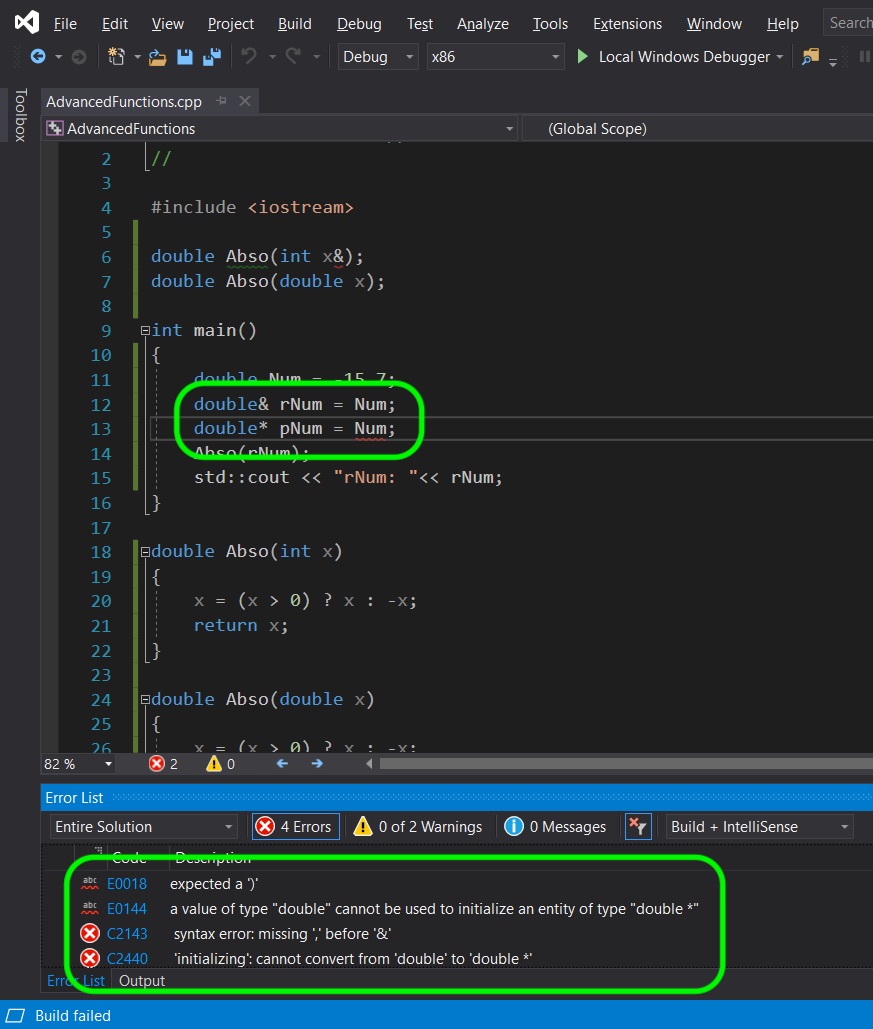 File Edit View Project Build Debug Test Analyze Tools Extensions Window Help Search
Debug x86 Local Windows Debugger
Toolbox
AdvancedFunctions.cpp
AdvancedFunctions (Global Scope)
2 //
3
4 #include <iostream>
5
6 double Abso(int x&);
7 double Abso(double x);
8
9 int main()
10 {
11 double Num = -15.7;
12 double& rNum = Num;
13 double* pNum = Num;
14 Abso(rNum);
15 std::cout << "rNum: "<< rNum;
16 }
17
18 double Abso(int x)
19 {
20 x = (x > 0) ? x : -x;
21 return x;
22 }
23
24 double Abso(double x)
25 {
26 x = (x > 0) ? x : -x;
82 % 2 0
Error List
Entire Solution 4 Errors 0 of 2 Warnings 0 Messages Build + IntelliSense
Code Description
abc E0018 expected a ')'
abc E0144 a value of type "double" cannot be used to initialize an entity of type "double *"
C2143 syntax error: missing ',' before '&'
C2440 'initializing': cannot convert from 'double' to 'double *'
Error List Output
Build failed